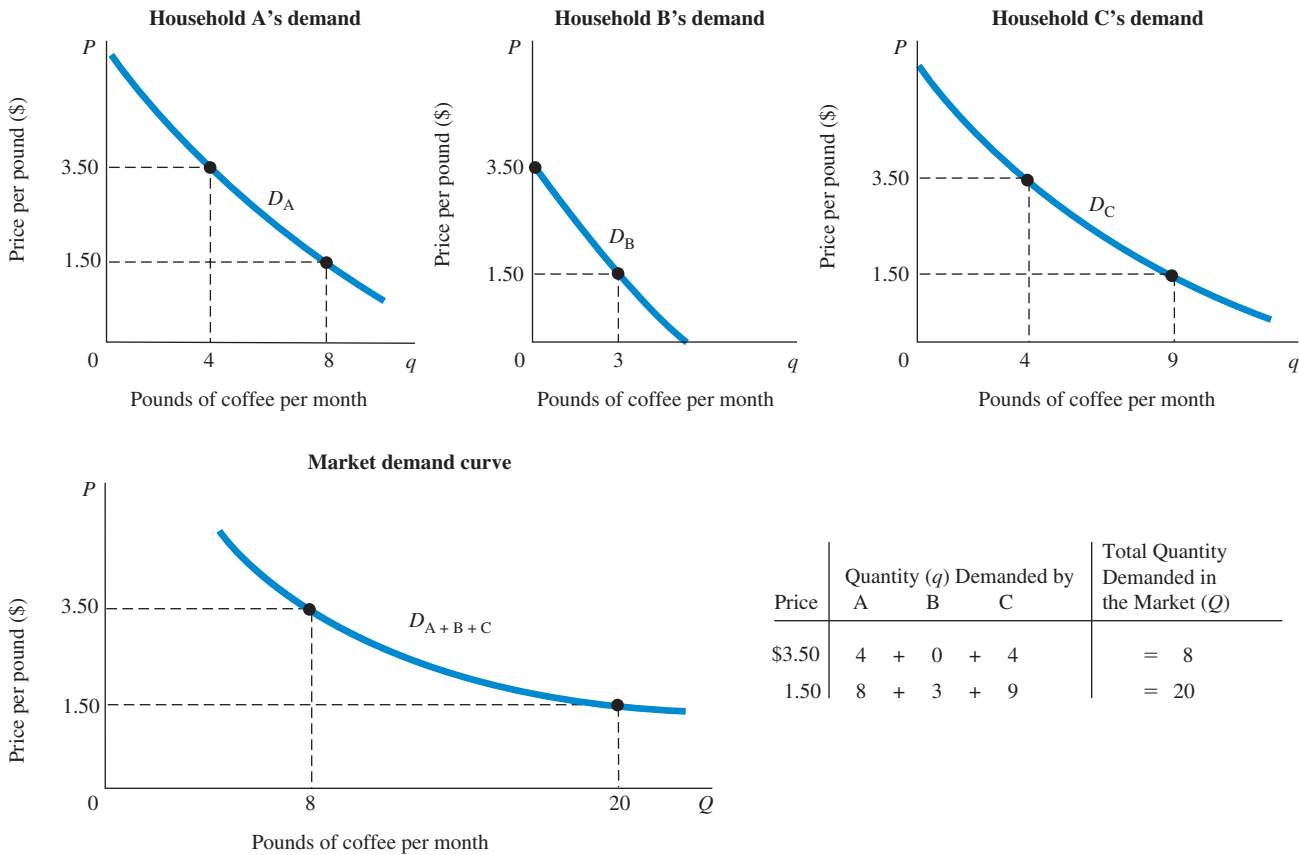 Household A's demand
P
Price per pound ($)
3.50
1.50
D_A
0
4
8
q
Pounds of coffee per month
Household B's demand
P
Price per pound ($)
3.50
1.50
D_B
0
3
q
Pounds of coffee per month
Household C's demand
P
Price per pound ($)
3.50
1.50
D_C
0
4
9
q
Pounds of coffee per month
Market demand curve
P
Price per pound ($)
3.50
1.50
D_A + B + C
0
8
20
Q
Pounds of coffee per month
Price
Quantity (q) Demanded by
A B C
Total Quantity
Demanded in
the Market (Q)
$3.50 4 + 0 + 4 = 8
1.50 8 + 3 + 9 = 20